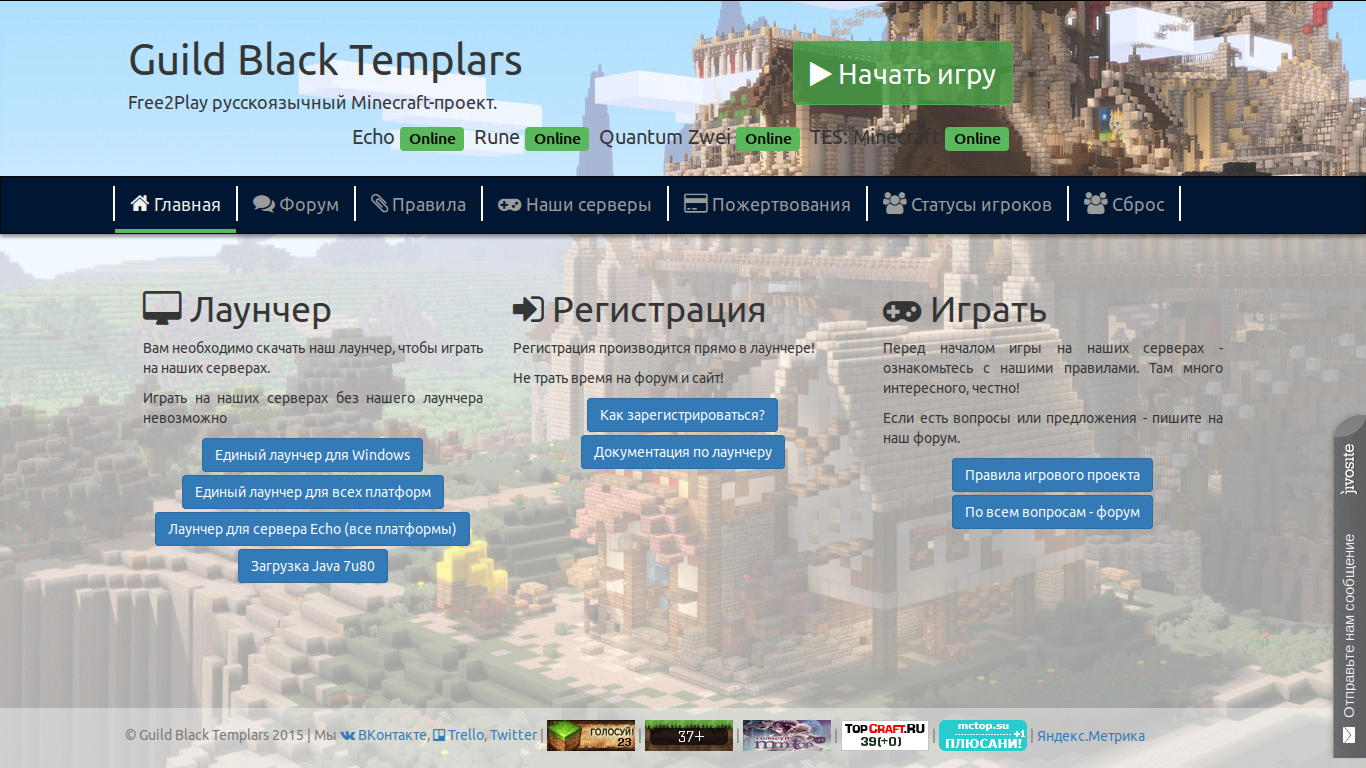 Guild Black Templars
Начать игру
Free2Play русскоязычный Minecraft-проект.
Echo Online Rune Online Quantum Zwei Online TES: Minecraft Online
Главная Форум Правила Наши серверы Пожертвования Статусы игроков Сброс
Лаунчер
Вам необходимо скачать наш лаунчер, чтобы играть
на наших серверах.
Играть на наших серверах без нашего лаунчера
невозможно
Единый лаунчер для Windows
Единый лаунчер для всех платформ
Лаунчер для сервера Echo (все платформы)
Загрузка Java 7u80
Регистрация
Регистрация производится прямо в лаунчере!
Не трать время на форум и сайт!
Как зарегистрироваться?
Документация по лаунчеру
Играть
Перед началом игры на наших серверах -
ознакомьтесь с нашими правилами. Там много
интересного, честно!
Если есть вопросы или предложения - пишите на
наш форум.
Правила игрового проекта
По всем вопросам - форум
jivosite
Отправьте нам сообщение
© Guild Black Templars 2015 | Мы ВКонтакте, Trello, Twitter | | | | | Яндекс.Метрика
ГОЛОСУЙ!
23
37+
TOPCRAFT.RU
39(+0)
mctop.su
+1
ПЛЮСАНИ!